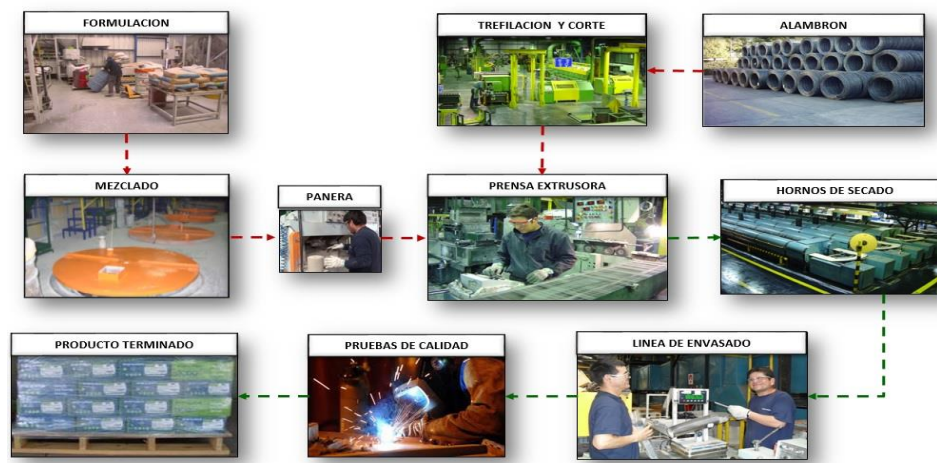 FORMULACION
TREFILACION Y CORTE
ALAMBRON
MEZCLADO
PANERA
PRENSA EXTRUSORA
HORNOS DE SECADO
PRODUCTO TERMINADO
PRUEBAS DE CALIDAD
LINEA DE ENVASADO